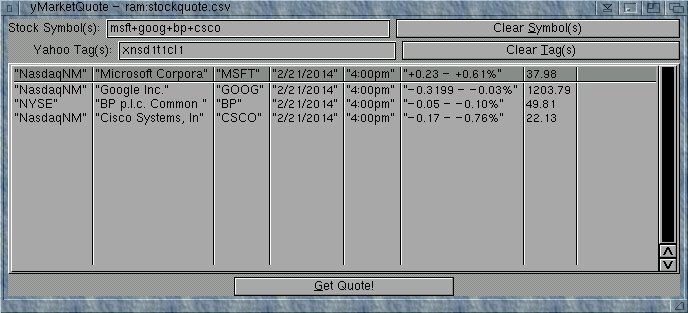 yMarketQuote - ram:stockquote.csv
Stock Symbol(s): msft+goog+bp+csco Clear Symbol(s)
Yahoo Tag(s): xnsd1t1cl1 Clear Tag(s)
"NasdaqNM" "Microsoft Corpora" "MSFT" "2/21/2014" "4:00pm" "+0.23 - +0.61%" 37.98
"NasdaqNM" "Google Inc." "GOOG" "2/21/2014" "4:00pm" "-0.3199 - -0.03%" 1203.79
"NYSE" "BP p.l.c. Common " "BP" "2/21/2014" "4:00pm" "-0.05 - -0.10%" 49.81
"NasdaqNM" "Cisco Systems, In" "CSCO" "2/21/2014" "4:00pm" "-0.17 - -0.76%" 22.13
Get Quote!